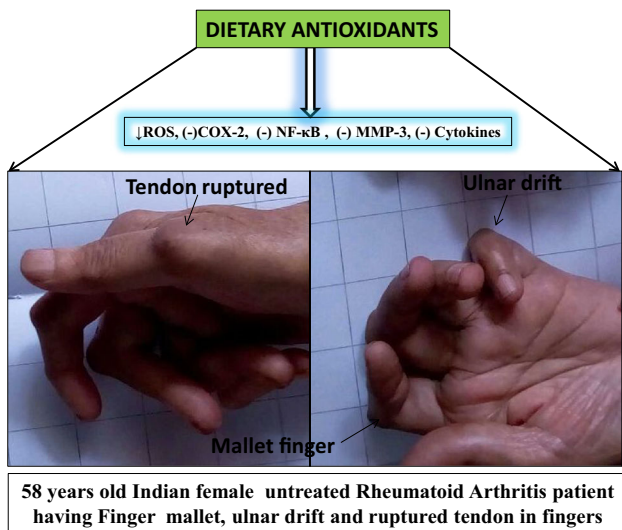 DIETARY ANTIOXIDANTS
↓ROS, (-)COX-2, (-) NF-κB , (-) MMP-3, (-) Cytokines
Tendon ruptured
Ulnar drift
Mallet finger
58 years old Indian female untreated Rheumatoid Arthritis patient
having Finger mallet, ulnar drift and ruptured tendon in fingers